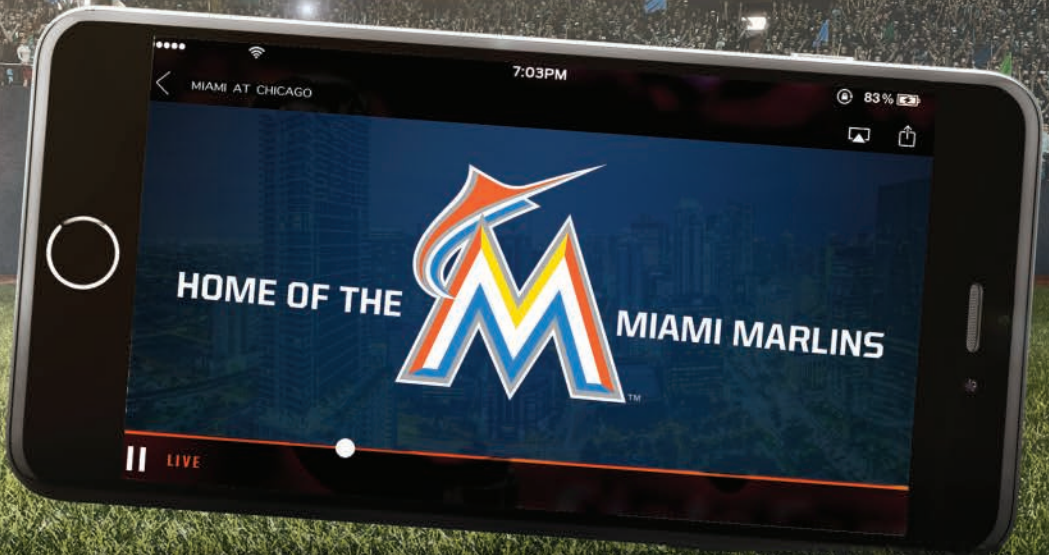 7:03PM
83%
MIAMI AT CHICAGO
HOME OF THE M MIAMI MARLINS
TM
LIVE